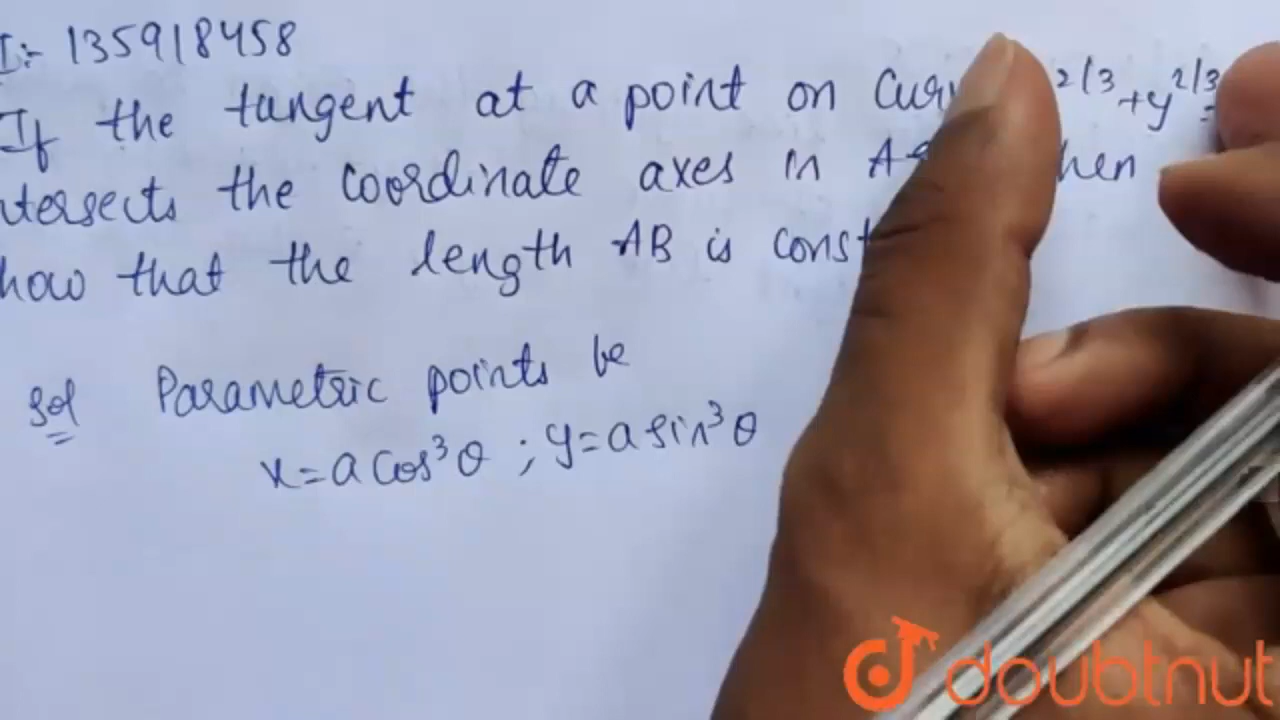 I:- 135918458
If the tangent at a point on Cur 2/3 + y 2/3 =
ntersects the coordinate axes in A hen
how that the length AB is const
Sol Parametric points be
x = a cos³θ ; y = a sin³θ
doubtnut